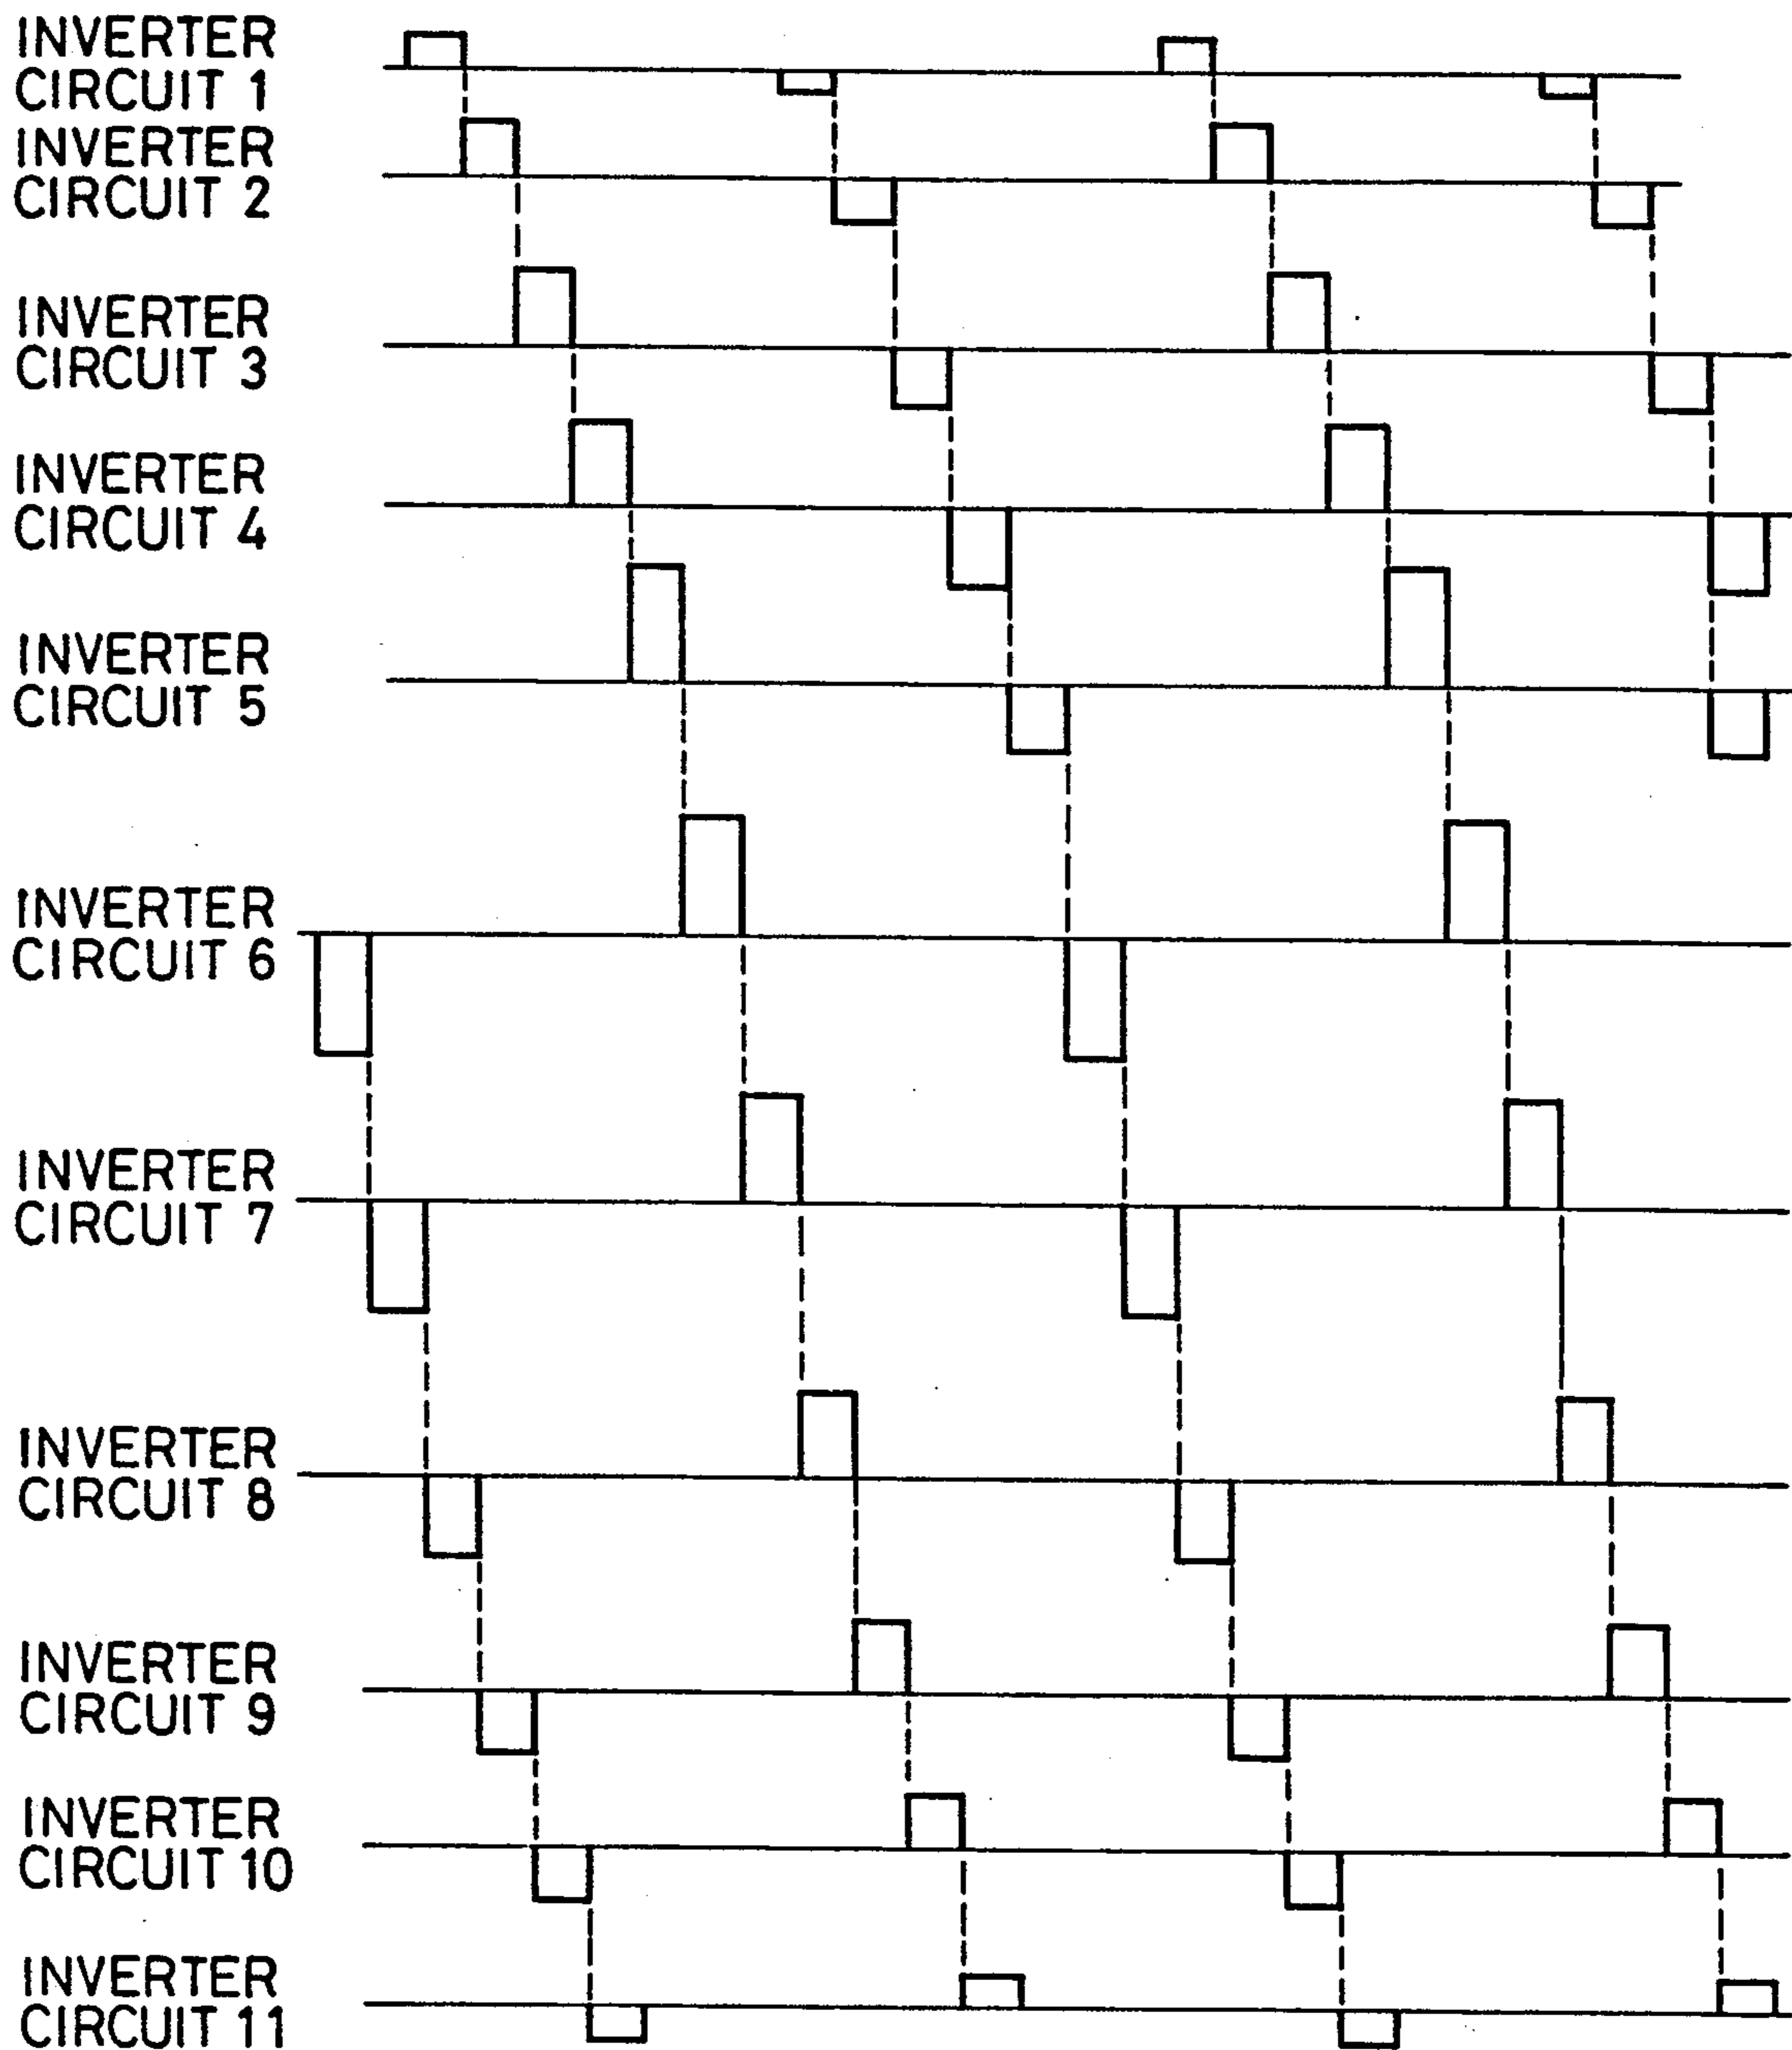 INVERTER
CIRCUIT 1
INVERTER
CIRCUIT 2
INVERTER
CIRCUIT 3
INVERTER
CIRCUIT 4
INVERTER
CIRCUIT 5
INVERTER
CIRCUIT 6
INVERTER
CIRCUIT 7
INVERTER
CIRCUIT 8
INVERTER
CIRCUIT 9
INVERTER
CIRCUIT 10
INVERTER
CIRCUIT 11